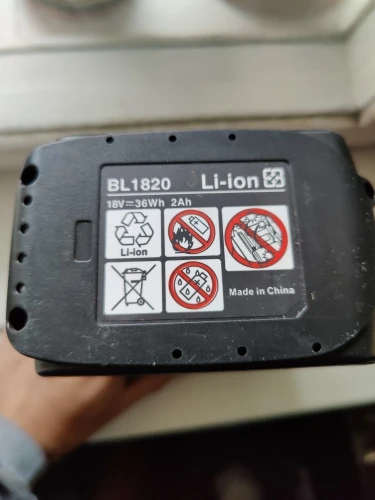 BL1820 Li-ion
18V⎓36Wh 2Ah
Li-ion
Made in China